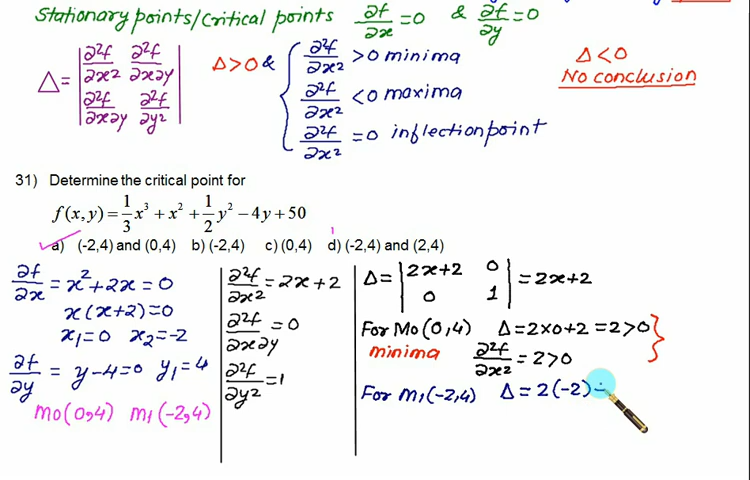 Stationary points/Critical points ∂f/∂x = 0 & ∂f/∂y = 0
Δ = | ∂²f/∂x² ∂²f/∂x∂y |
| ∂²f/∂x∂y ∂²f/∂y² |
Δ>0 & { ∂²f/∂x² >0 minima
∂²f/∂x² <0 maxima
∂²f/∂x² =0 inflection point
Δ<0
No conclusion
31) Determine the critical point for
f(x,y) = 1/3 x³ + x² + 1/2 y² − 4y + 50
a) (-2,4) and (0,4) b) (-2,4) c) (0,4) d) (-2,4) and (2,4)
∂f/∂x = x²+2x = 0
x(x+2)=0
x₁=0 x₂=-2
∂f/∂y = y-4=0 y₁=4
M0(0,4) M1(-2,4)
∂²f/∂x² = 2x+2
∂²f/∂x∂y = 0
∂²f/∂y² = 1
Δ = | 2x+2 0 | = 2x+2
| 0 1 |
For M0(0,4) Δ=2×0+2=2>0
minima ∂²f/∂x² = 2>0
For M1(-2,4) Δ = 2(-2)